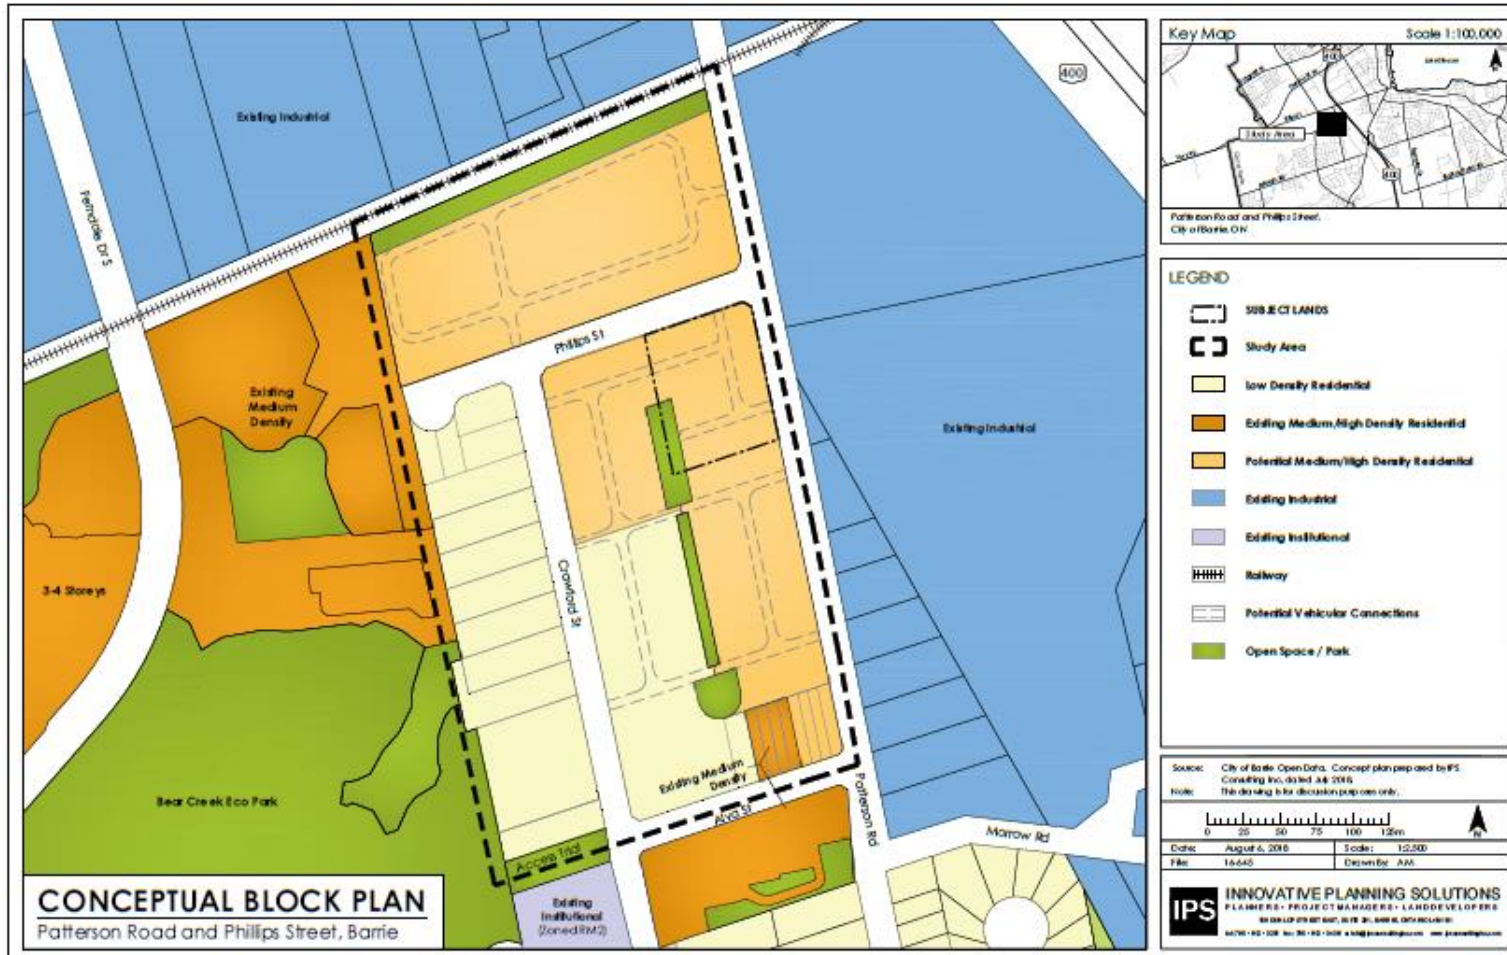 Key Map
Scale 1:100,000
400
Study Area
400
Patterson Road and Phillips Street,
City of Barrie, ON
LEGEND
SUBJECT LANDS
Study Area
Low Density Residential
Existing Medium/High Density Residential
Potential Medium/High Density Residential
Existing Industrial
Existing Institutional
Railway
Potential Vehicular Connections
Open Space / Park
Source: City of Barrie Open Data, Concept plan prepared by IPS
Consulting Inc. dated July 2018.
Note: This drawing is for discussion purposes only.
0 25 50 75 100 125m
N
Date: August 6, 2018 Scale: 1:2,500
File: 16-645 Drawn By: AM
IPS INNOVATIVE PLANNING SOLUTIONS
PLANNERS • PROJECT MANAGERS • LAND DEVELOPERS
400
Existing Industrial
Ferndale Dr S
Phillips St
Existing
Medium
Density
Existing Industrial
3-4 Storeys
Crawford St
Existing Medium
Density
Bear Creek Eco Park
Alva St
Patterson Rd
Morrow Rd
Access Trial
Existing
Institutional
(Zoned RM2)
CONCEPTUAL BLOCK PLAN
Patterson Road and Phillips Street, Barrie